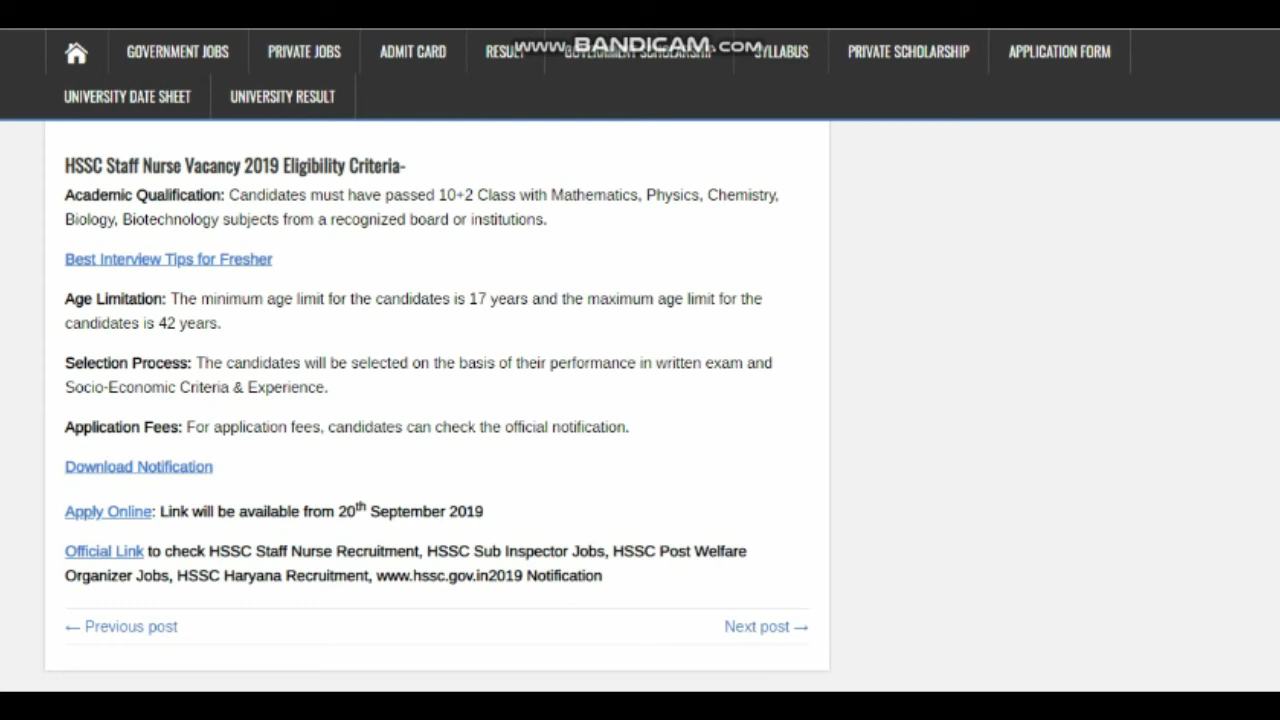 GOVERNMENT JOBS PRIVATE JOBS ADMIT CARD RESULT GOVERNMENT SCHOLARSHIP SYLLABUS PRIVATE SCHOLARSHIP APPLICATION FORM
www.BANDICAM.com
UNIVERSITY DATE SHEET UNIVERSITY RESULT
HSSC Staff Nurse Vacancy 2019 Eligibility Criteria-
Academic Qualification: Candidates must have passed 10+2 Class with Mathematics, Physics, Chemistry,
Biology, Biotechnology subjects from a recognized board or institutions.
Best Interview Tips for Fresher
Age Limitation: The minimum age limit for the candidates is 17 years and the maximum age limit for the
candidates is 42 years.
Selection Process: The candidates will be selected on the basis of their performance in written exam and
Socio-Economic Criteria & Experience.
Application Fees: For application fees, candidates can check the official notification.
Download Notification
Apply Online: Link will be available from 20th September 2019
Official Link to check HSSC Staff Nurse Recruitment, HSSC Sub Inspector Jobs, HSSC Post Welfare
Organizer Jobs, HSSC Haryana Recruitment, www.hssc.gov.in2019 Notification
← Previous post Next post →